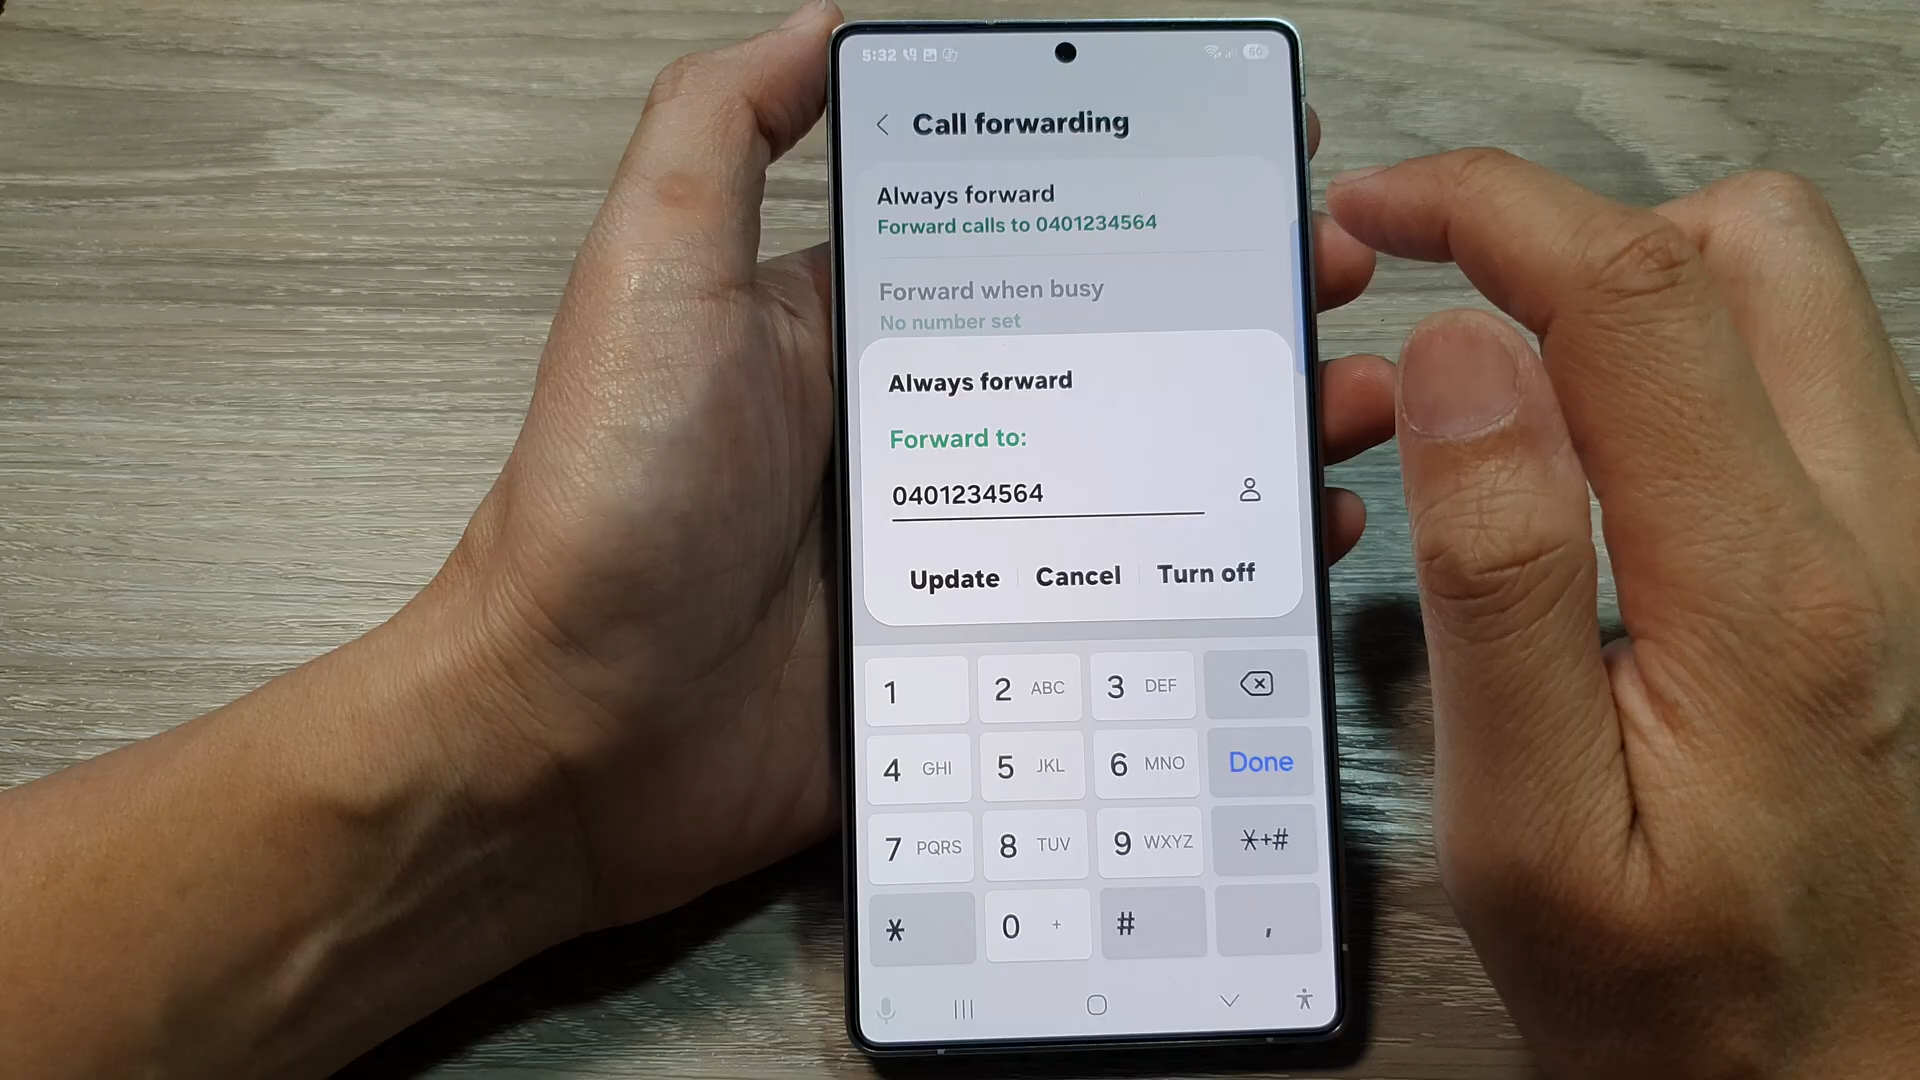 5:32 60
Call forwarding
Always forward
Forward calls to 0401234564
Forward when busy
No number set
Always forward
Forward to:
0401234564
Update Cancel Turn off
1 2 ABC 3 DEF
4 GHI 5 JKL 6 MNO Done
7 PQRS 8 TUV 9 WXYZ *+#
* 0 + # ,